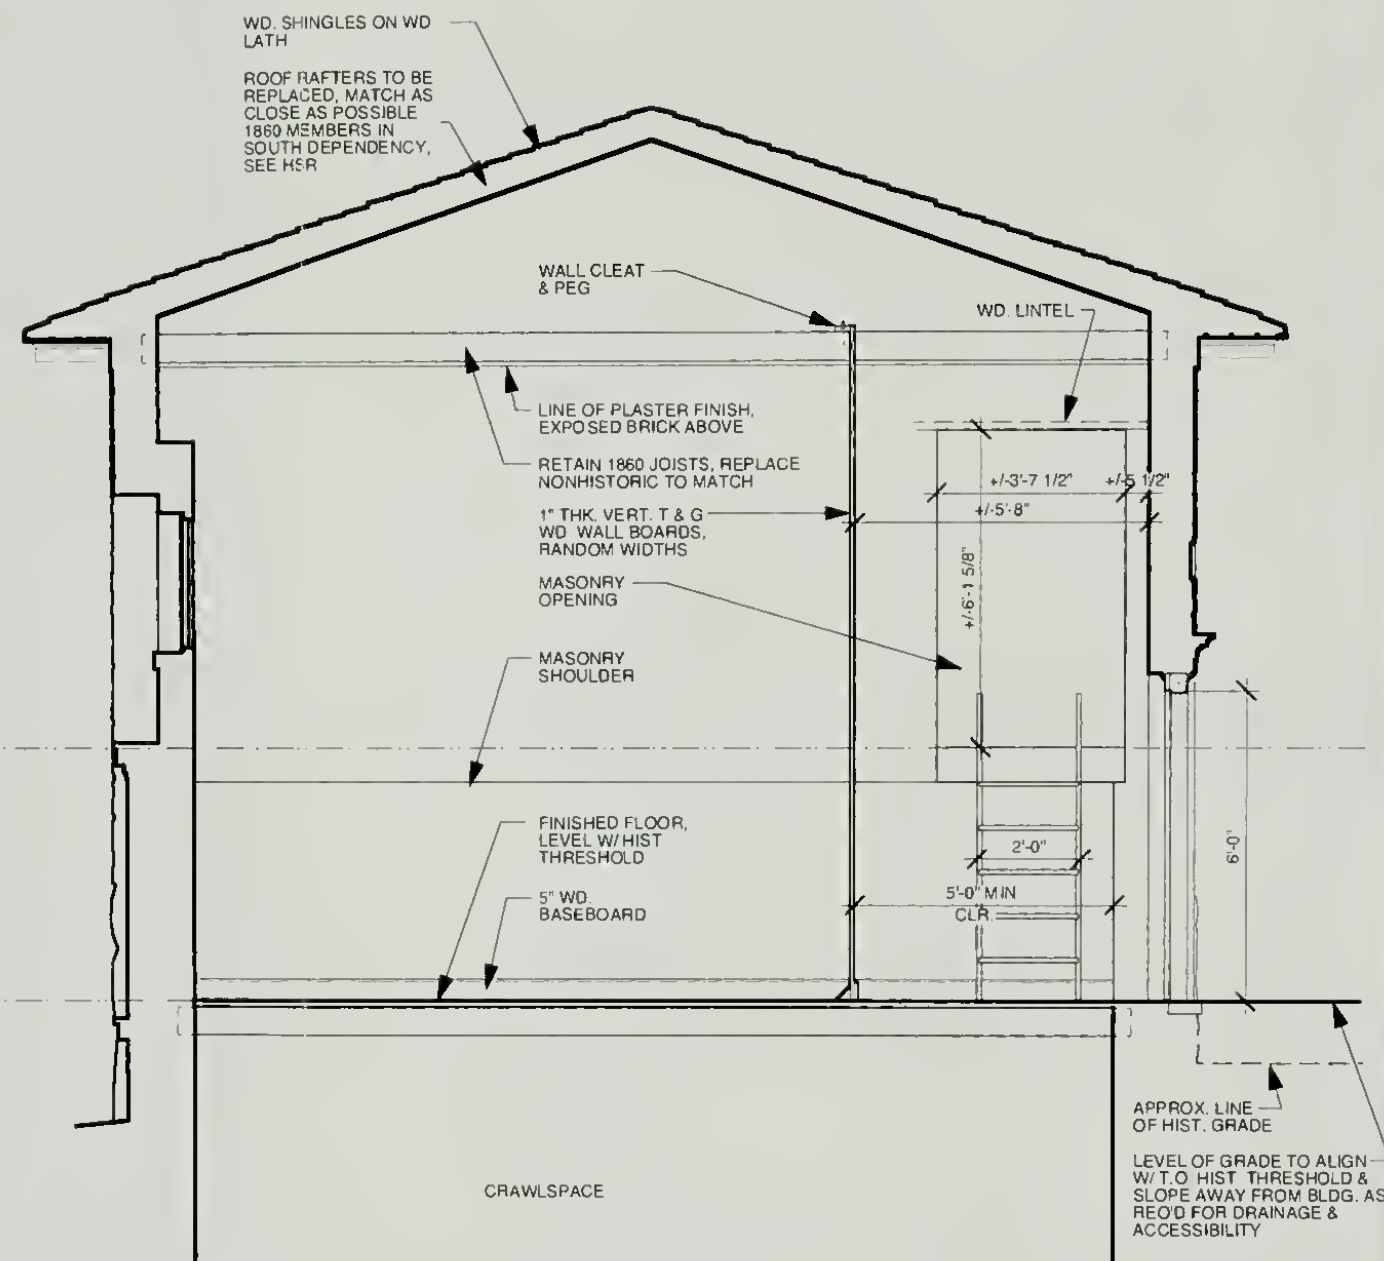 WD. SHINGLES ON WD
LATH
ROOF RAFTERS TO BE
REPLACED, MATCH AS
CLOSE AS POSSIBLE
1860 MEMBERS IN
SOUTH DEPENDENCY,
SEE HSR
WALL CLEAT
& PEG
WD. LINTEL
LINE OF PLASTER FINISH,
EXPOSED BRICK ABOVE
RETAIN 1860 JOISTS, REPLACE
NONHISTORIC TO MATCH
+/-3'-7 1/2"
+/-5 1/2"
+/-5'-8"
1" THK. VERT. T & G
WD WALL BOARDS,
RANDOM WIDTHS
+/-6'-1 5/8"
MASONRY
OPENING
MASONRY
SHOULDER
FINISHED FLOOR,
LEVEL W/ HIST
THRESHOLD
2'-0"
6'-0"
5" WD.
BASEBOARD
5'-0" MIN
CLR.
APPROX. LINE
OF HIST. GRADE
LEVEL OF GRADE TO ALIGN
W/ T.O HIST THRESHOLD &
SLOPE AWAY FROM BLDG. AS
REQ'D FOR DRAINAGE &
ACCESSIBILITY
CRAWLSPACE